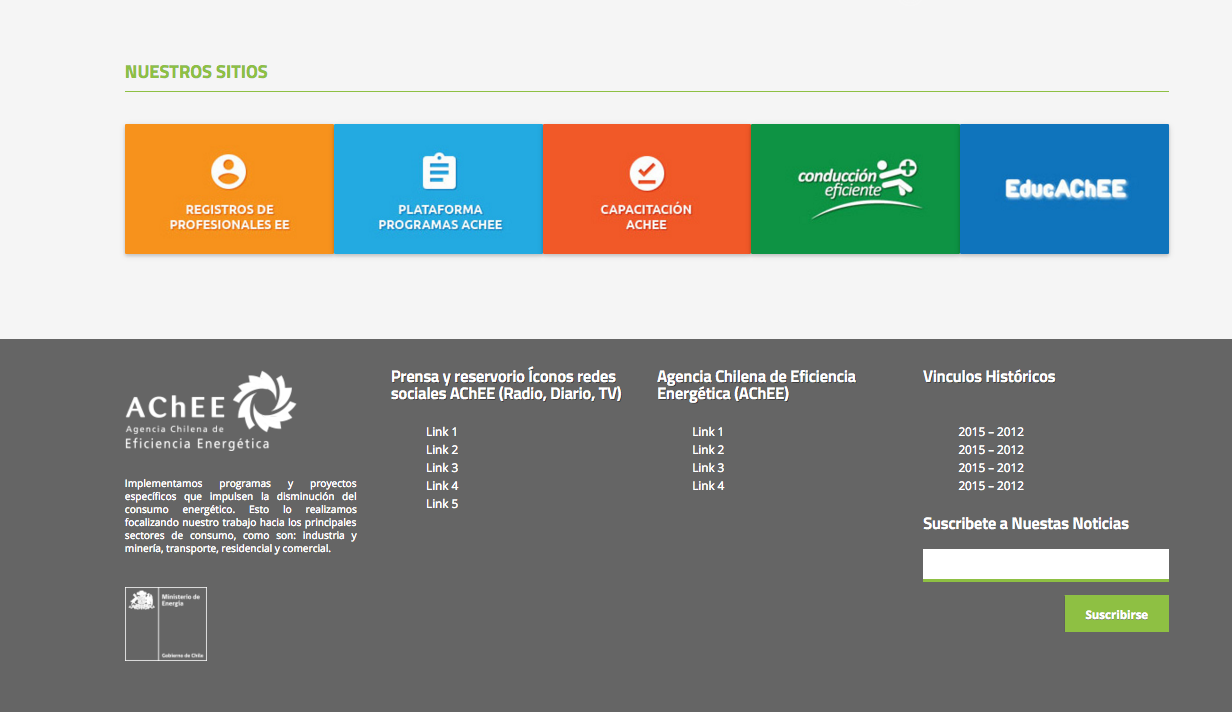 NUESTROS SITIOS
REGISTROS DE
PROFESIONALES EE
PLATAFORMA
PROGRAMAS ACHEE
CAPACITACIÓN
ACHEE
conducción
eficiente
EducAChEE
AChEE
Agencia Chilena de
Eficiencia Energética
Implementamos programas y proyectos
específicos que impulsen la disminución del
consumo energético. Esto lo realizamos
focalizando nuestro trabajo hacia los principales
sectores de consumo, como son: industria y
minería, transporte, residencial y comercial.
Ministerio de
Energía
Gobierno de Chile
Prensa y reservorio Íconos redes
sociales AChEE (Radio, Diario, TV)
Link 1
Link 2
Link 3
Link 4
Link 5
Agencia Chilena de Eficiencia
Energética (AChEE)
Link 1
Link 2
Link 3
Link 4
Vinculos Históricos
2015 – 2012
2015 – 2012
2015 – 2012
2015 – 2012
Suscribete a Nuestas Noticias
Suscribirse